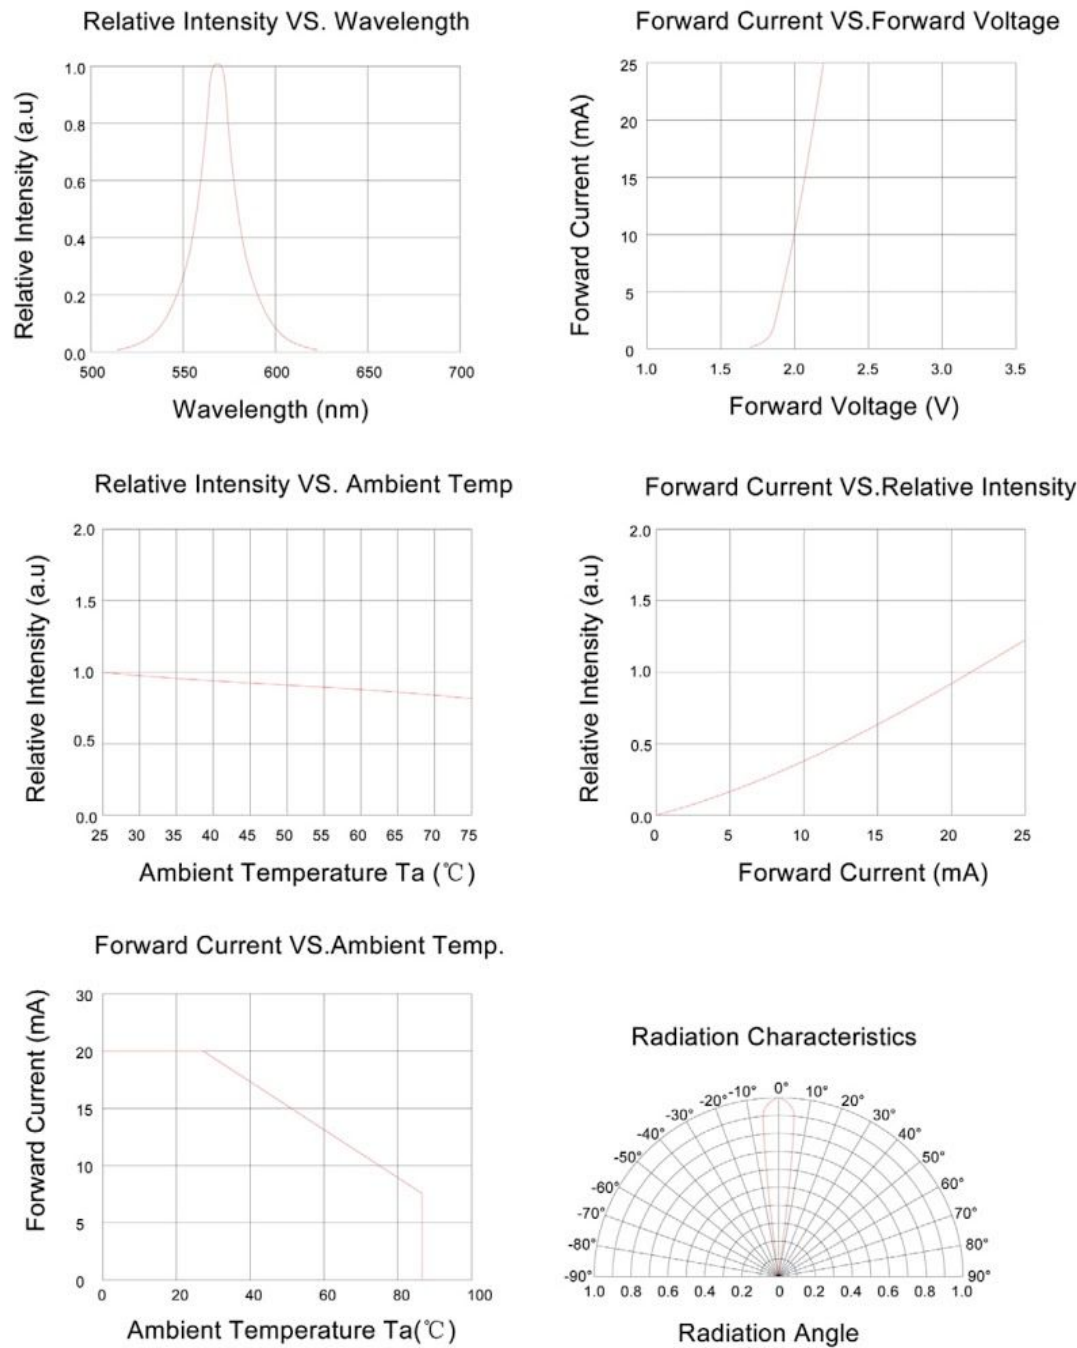 Relative Intensity VS. Wavelength
Relative Intensity (a.u)
1.0
0.8
0.6
0.4
0.2
0.0
500 550 600 650 700
Wavelength (nm)
Forward Current VS.Forward Voltage
Forward Current (mA)
25
20
15
10
5
0
1.0 1.5 2.0 2.5 3.0 3.5
Forward Voltage (V)
Relative Intensity VS. Ambient Temp
Relative Intensity (a.u)
2.0
1.5
1.0
0.5
0.0
25 30 35 40 45 50 55 60 65 70 75
Ambient Temperature Ta (℃)
Forward Current VS.Relative Intensity
Relative Intensity (a.u)
2.0
1.5
1.0
0.5
0.0
0 5 10 15 20 25
Forward Current (mA)
Forward Current VS.Ambient Temp.
Forward Current (mA)
30
20
15
10
5
0
0 20 40 60 80 100
Ambient Temperature Ta(℃)
Radiation Characteristics
-90° -80° -70° -60° -50° -40° -30° -20° -10° 0° 10° 20° 30° 40° 50° 60° 70° 80° 90°
1.0 0.8 0.6 0.4 0.2 0 0.2 0.4 0.6 0.8 1.0
Radiation Angle